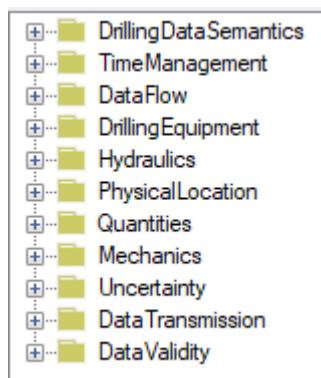 DrillingDataSemantics
TimeManagement
DataFlow
DrillingEquipment
Hydraulics
PhysicalLocation
Quantities
Mechanics
Uncertainty
DataTransmission
DataValidity